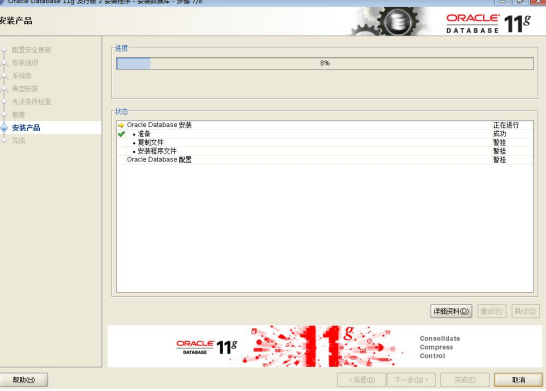 Oracle Database 11g 发行版 2 安装程序 - 安装数据库 - 步骤 7/8
安装产品
ORACLE 11g
DATABASE
配置安全更新
安装选项
系统类
典型安装
先决条件检查
概要
安装产品
完成
进度
8%
状态
Oracle Database 安装 正在进行
• 准备 成功
• 复制文件 暂挂
• 安装程序文件 暂挂
Oracle Database 配置 暂挂
详细资料(D) 重试(R) 跳过(S)
ORACLE 11g
DATABASE
11g
Consolidate
Compress
Control
帮助(H) < 后退(B) 下一步(N) > 完成(F) 取消